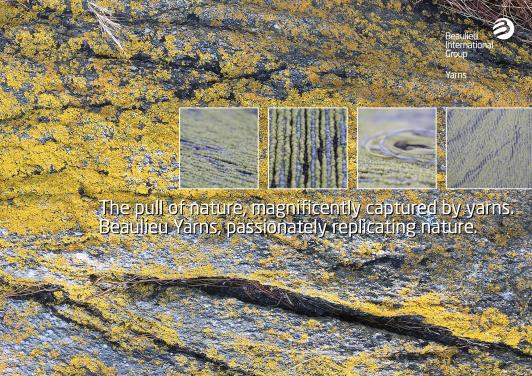 Beaulieu
International
Group
Yarns
The pull of nature, magnificently captured by yarns.
Beaulieu Yarns, passionately replicating nature.